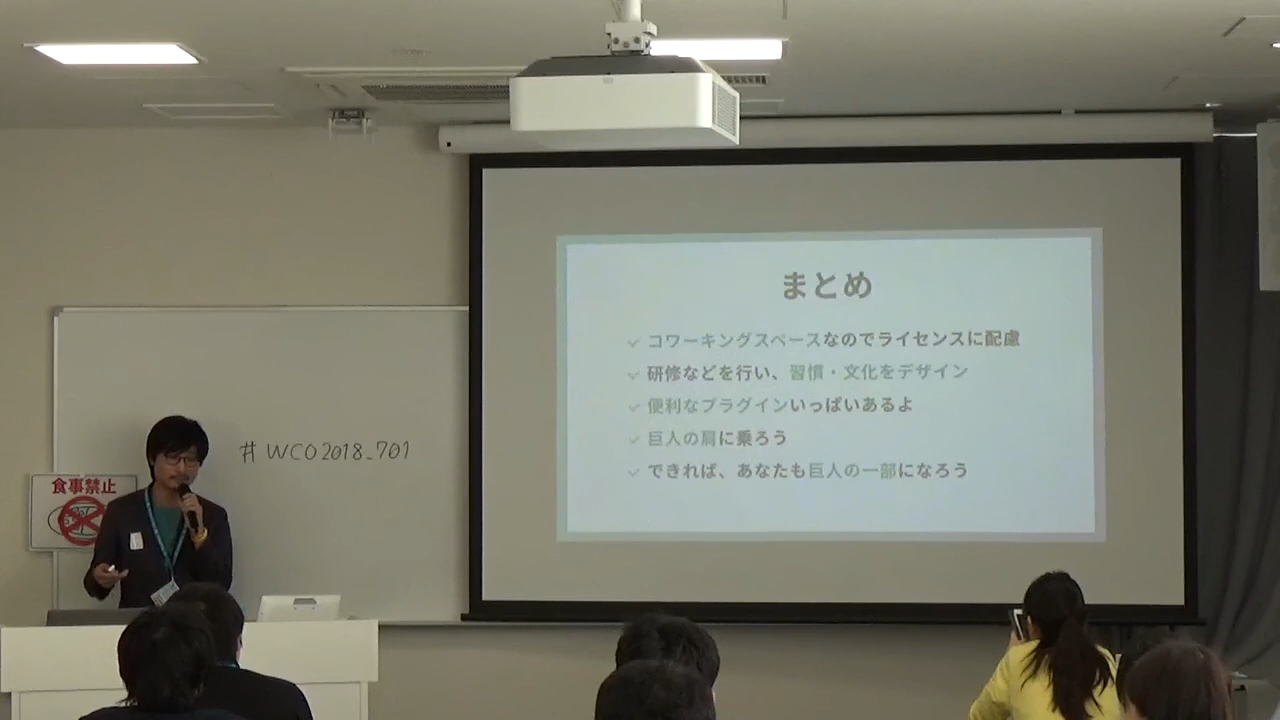 まとめ
コワーキングスペースなのでライセンスに配慮
研修などを行い、習慣・文化をデザイン
便利なプラグインいっぱいあるよ
巨人の肩に乗ろう
できれば、あなたも巨人の一部になろう
#WCO2018_701
食事禁止